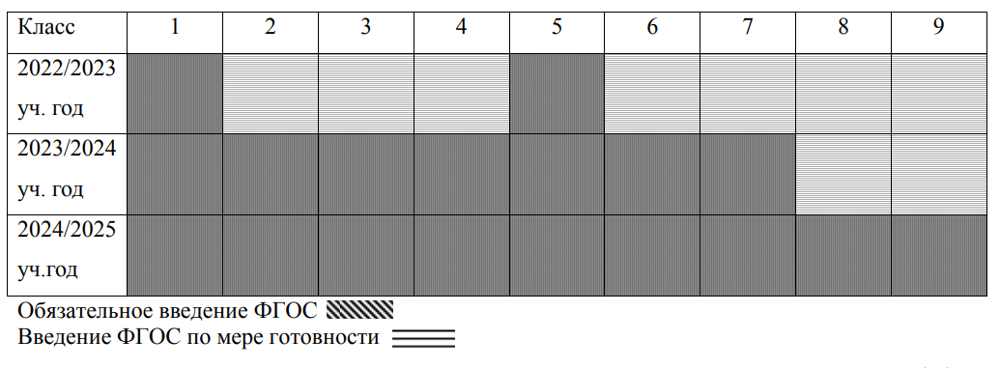 Класс 1 2 3 4 5 6 7 8 9
2022/2023
уч. год
2023/2024
уч. год
2024/2025
уч.год
Обязательное введение ФГОС
Введение ФГОС по мере готовности